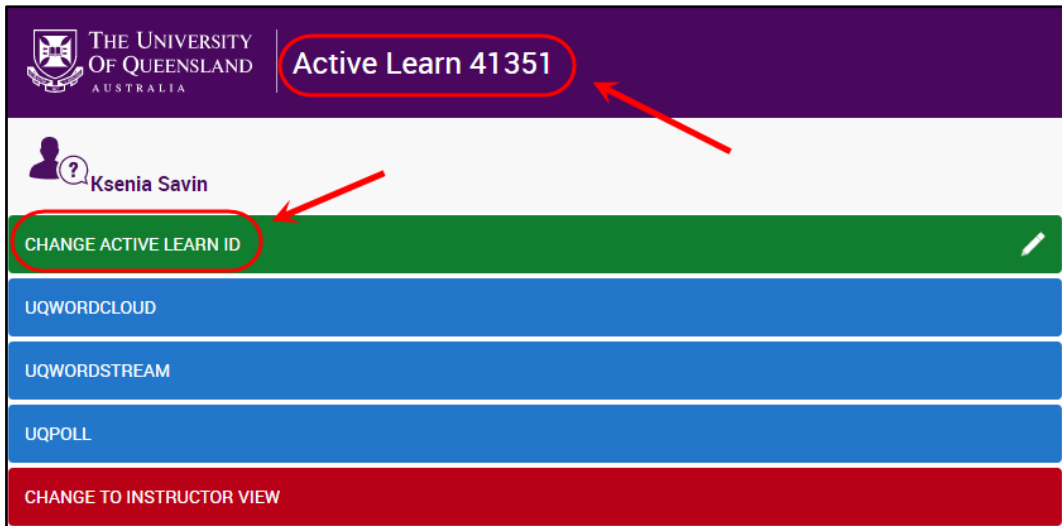 THE UNIVERSITY
OF QUEENSLAND
AUSTRALIA
Active Learn 41351
?
Ksenia Savin
CHANGE ACTIVE LEARN ID
UQWORDCLOUD
UQWORDSTREAM
UQPOLL
CHANGE TO INSTRUCTOR VIEW